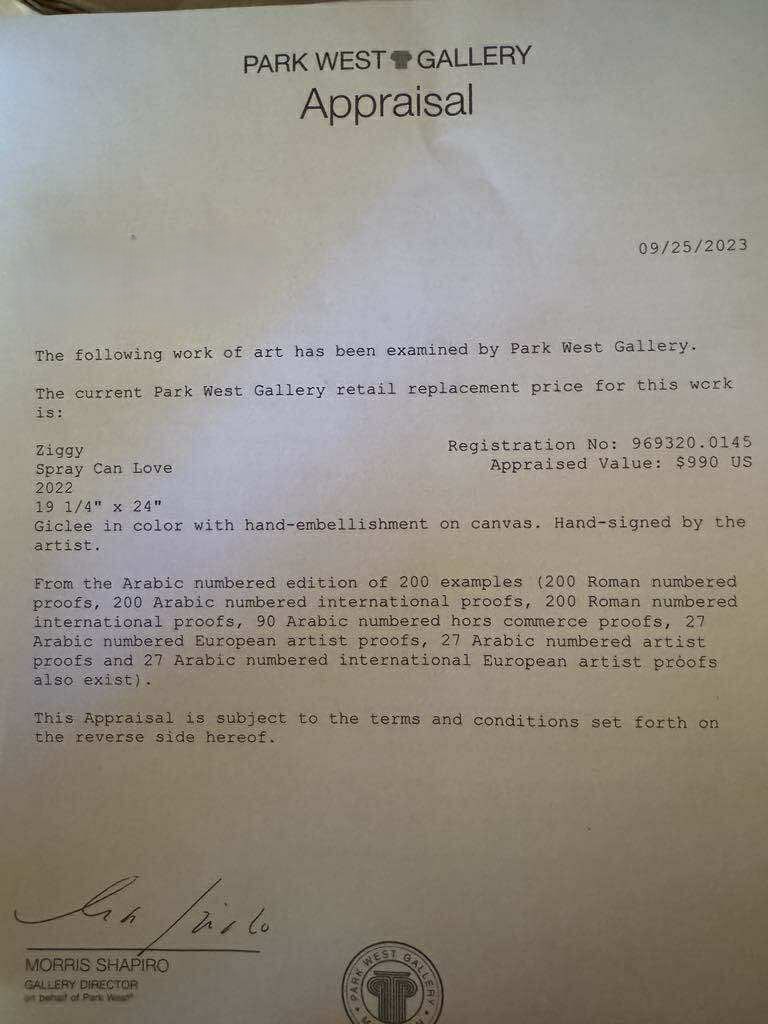 PARK WEST GALLERY
Appraisal
09/25/2023
The following work of art has been examined by Park West Gallery.
The current Park West Gallery retail replacement price for this work
is:
Ziggy
Registration No: 969320.0145
Spray Can Love
Appraised Value: $990 US
2022
19 1/4" x 24"
Giclee in color with hand-embellishment on canvas. Hand-signed by the
artist.
From the Arabic numbered edition of 200 examples (200 Roman numbered
proofs, 200 Arabic numbered international proofs, 200 Roman numbered
international proofs, 90 Arabic numbered hors commerce proofs, 27
Arabic numbered European artist proofs, 27 Arabic numbered artist
proofs and 27 Arabic numbered international European artist proofs
also exist).
This Appraisal is subject to the terms and conditions set forth on
the reverse side hereof.
MORRIS SHAPIRO
GALLERY DIRECTOR
on behalf of Park West®
PARK WEST GALLERY